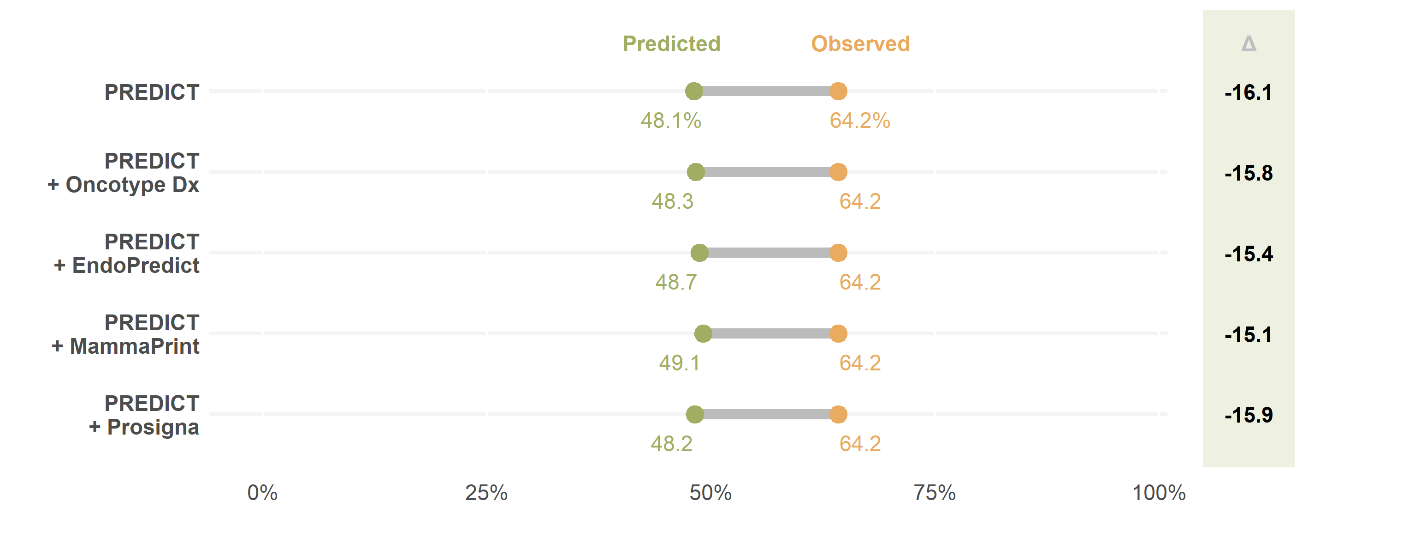 Predicted Observed Δ
PREDICT -16.1
48.1% 64.2%
PREDICT
+ Oncotype Dx -15.8
48.3 64.2
PREDICT
+ EndoPredict -15.4
48.7 64.2
PREDICT
+ MammaPrint -15.1
49.1 64.2
PREDICT
+ Prosigna -15.9
48.2 64.2
0% 25% 50% 75% 100%